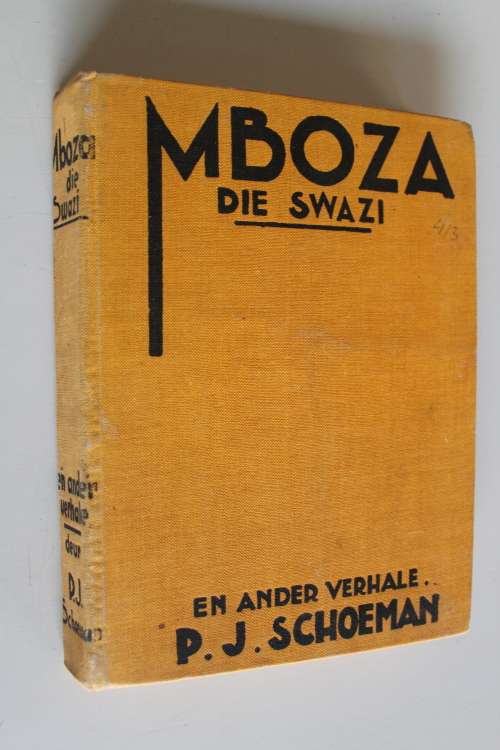 MBOZA
DIE SWAZI
4/3
EN ANDER VERHALE.
P.J. SCHOEMAN
Mboza
die
Swazi
en ander
verhale
deur
P.J.
Schoeman